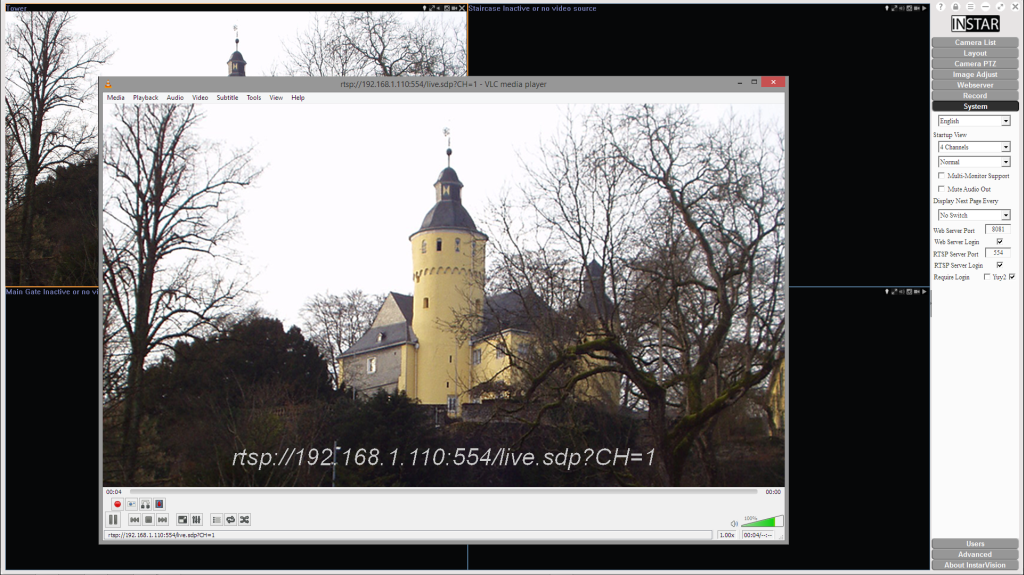 Tower
Staircase Inactive or no video source
INSTAR
Camera List
Layout
Camera PTZ
Image Adjust
Webserver
Record
System
English
Startup View
4 Channels
Normal
Multi-Monitor Support
Mute Audio Out
Display Next Page Every
No Switch
Web Server Port 8081
Web Server Login
RTSP Server Port 554
RTSP Server Login
Require Login Yuy2
Main Gate Inactive or no vi
rtsp://192.168.1.110:554/live.sdp?CH=1 - VLC media player
Media Playback Audio Video Subtitle Tools View Help
rtsp://192.168.1.110:554/live.sdp?CH=1
00:04 00:00
100%
rtsp://192.168.1.110:554/live.sdp?CH=1 1.00x 00:04/--:--
Users
Advanced
About InstarVision